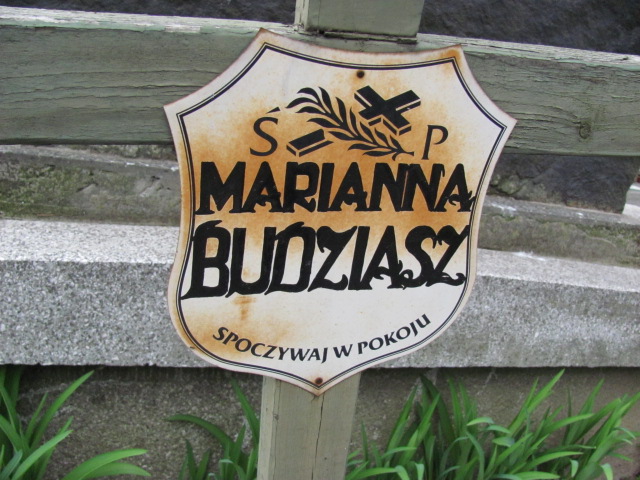 Ś P
MARIANNA
BUDZIASZ
SPOCZYWAJ W POKOJU